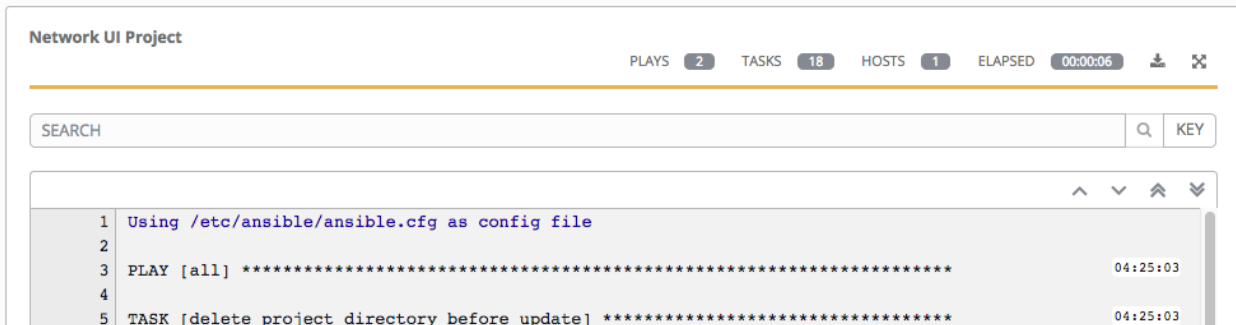 Network UI Project
PLAYS 2 TASKS 18 HOSTS 1 ELAPSED 00:00:06
SEARCH KEY
1 Using /etc/ansible/ansible.cfg as config file
2
3 PLAY [all] ********************************************************************* 04:25:03
4
5 TASK [delete project directory before update] ********************************** 04:25:03